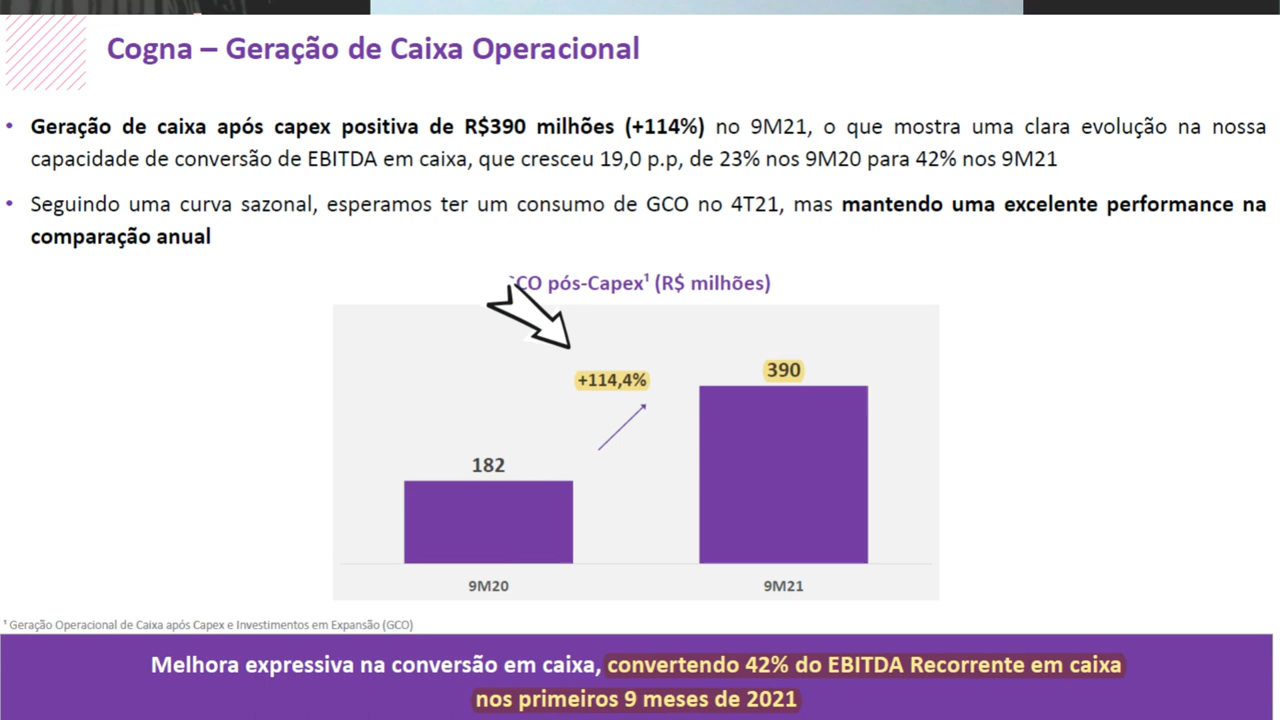 Cogna – Geração de Caixa Operacional
• Geração de caixa após capex positiva de R$390 milhões (+114%) no 9M21, o que mostra uma clara evolução na nossa
capacidade de conversão de EBITDA em caixa, que cresceu 19,0 p.p, de 23% nos 9M20 para 42% nos 9M21
• Seguindo uma curva sazonal, esperamos ter um consumo de GCO no 4T21, mas mantendo uma excelente performance na
comparação anual
GCO pós-Capex¹ (R$ milhões)
+114,4%
390
182
9M20
9M21
¹ Geração Operacional de Caixa após Capex e Investimentos em Expansão (GCO)
Melhora expressiva na conversão em caixa, convertendo 42% do EBITDA Recorrente em caixa
nos primeiros 9 meses de 2021